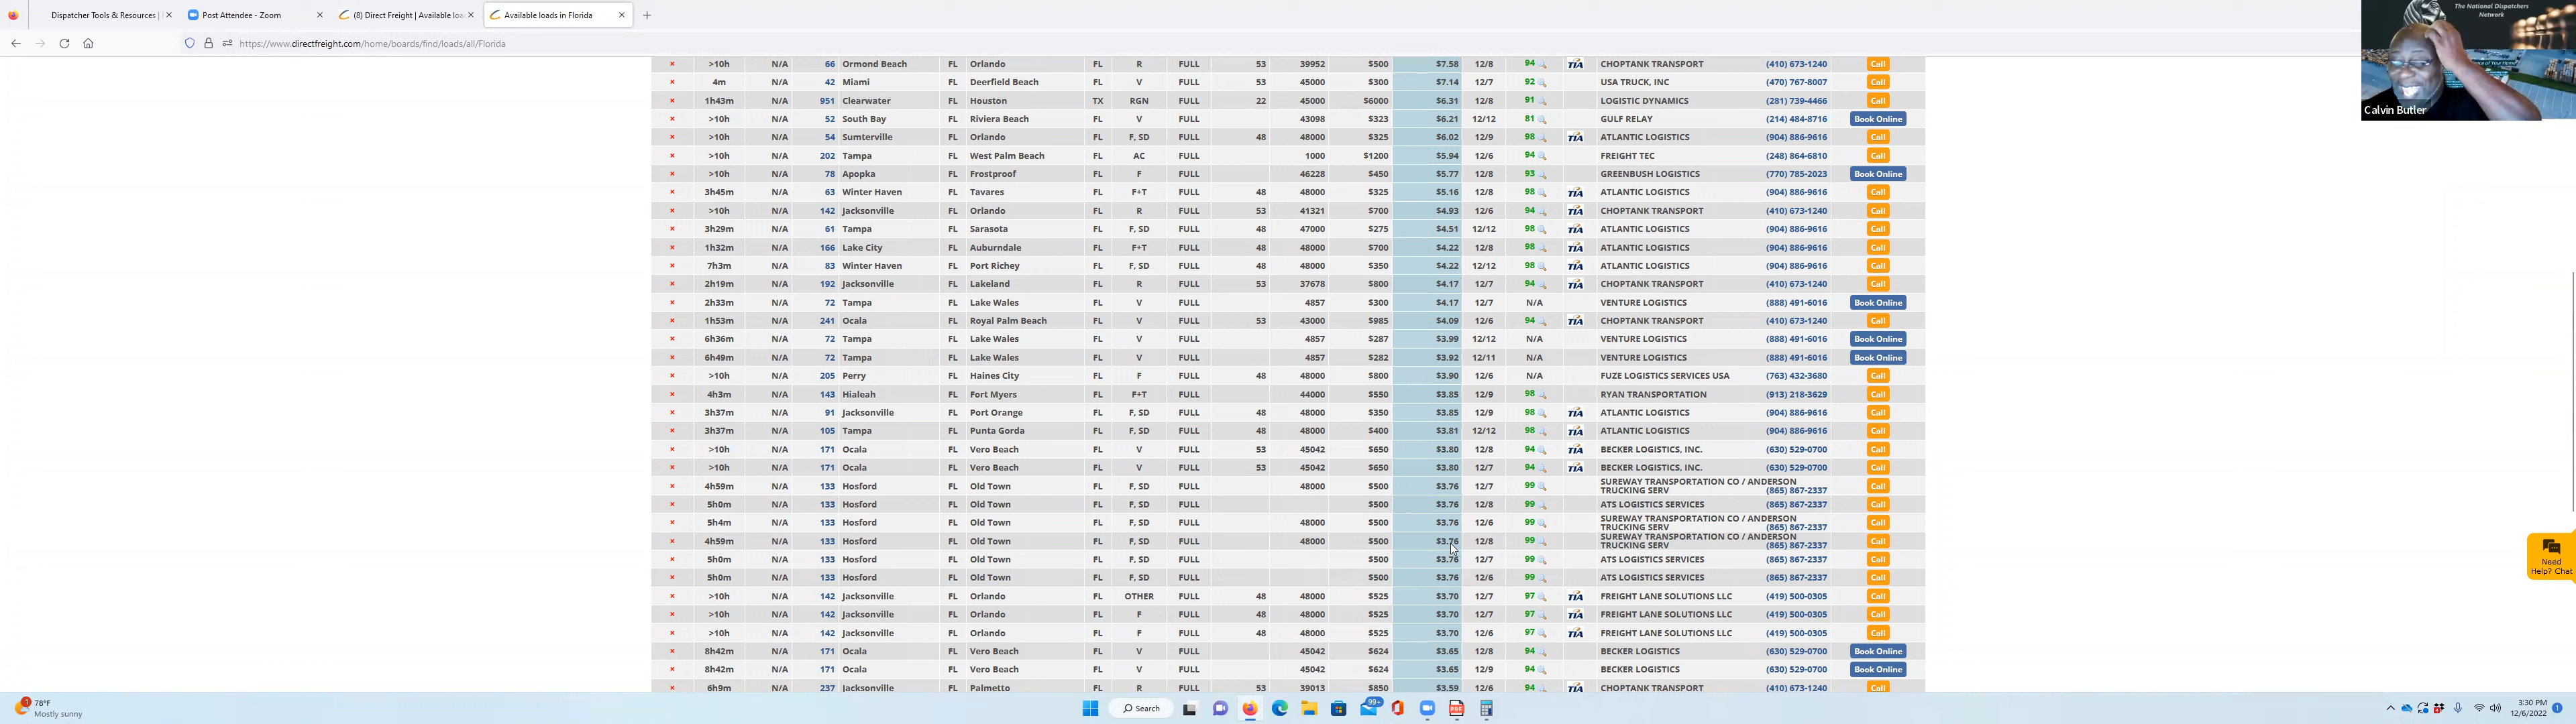 Dispatcher Tools & Resources | 
Post Attendee - Zoom
(8) Direct Freight | Available loa
Available loads in Florida
https://www.directfreight.com/home/boards/find/loads/all/Florida
The National Dispatchers
Network
Calvin Butler
>10h N/A 66 Ormond Beach FL Orlando FL R FULL 53 39952 $500 $7.58 12/8 94 TIA CHOPTANK TRANSPORT (410) 673-1240 Call
4m N/A 42 Miami FL Deerfield Beach FL V FULL 53 45000 $300 $7.14 12/7 92 USA TRUCK, INC (470) 767-8007 Call
1h43m N/A 951 Clearwater FL Houston TX RGN FULL 22 45000 $6000 $6.31 12/8 91 LOGISTIC DYNAMICS (281) 739-4466 Call
>10h N/A 52 South Bay FL Riviera Beach FL V FULL 43098 $323 $6.21 12/12 81 GULF RELAY (214) 484-8716 Book Online
>10h N/A 54 Sumterville FL Orlando FL F, SD FULL 48 48000 $325 $6.02 12/9 98 TIA ATLANTIC LOGISTICS (904) 886-9616 Call
>10h N/A 202 Tampa FL West Palm Beach FL AC FULL 1000 $1200 $5.94 12/6 94 FREIGHT TEC (248) 864-6810 Call
>10h N/A 78 Apopka FL Frostproof FL F FULL 46228 $450 $5.77 12/8 93 GREENBUSH LOGISTICS (770) 785-2023 Book Online
3h45m N/A 63 Winter Haven FL Tavares FL F+T FULL 48 48000 $325 $5.16 12/8 98 TIA ATLANTIC LOGISTICS (904) 886-9616 Call
>10h N/A 142 Jacksonville FL Orlando FL R FULL 53 41321 $700 $4.93 12/6 94 TIA CHOPTANK TRANSPORT (410) 673-1240 Call
3h29m N/A 61 Tampa FL Sarasota FL F, SD FULL 48 47000 $275 $4.51 12/12 98 TIA ATLANTIC LOGISTICS (904) 886-9616 Call
1h32m N/A 166 Lake City FL Auburndale FL F+T FULL 48 48000 $700 $4.22 12/8 98 TIA ATLANTIC LOGISTICS (904) 886-9616 Call
7h3m N/A 83 Winter Haven FL Port Richey FL F, SD FULL 48 48000 $350 $4.22 12/12 98 TIA ATLANTIC LOGISTICS (904) 886-9616 Call
2h19m N/A 192 Jacksonville FL Lakeland FL R FULL 53 37678 $800 $4.17 12/7 94 TIA CHOPTANK TRANSPORT (410) 673-1240 Call
2h33m N/A 72 Tampa FL Lake Wales FL V FULL 4857 $300 $4.17 12/7 N/A VENTURE LOGISTICS (888) 491-6016 Book Online
1h53m N/A 241 Ocala FL Royal Palm Beach FL V FULL 53 43000 $985 $4.09 12/6 94 TIA CHOPTANK TRANSPORT (410) 673-1240 Call
6h36m N/A 72 Tampa FL Lake Wales FL V FULL 4857 $287 $3.99 12/12 N/A VENTURE LOGISTICS (888) 491-6016 Book Online
6h49m N/A 72 Tampa FL Lake Wales FL V FULL 4857 $282 $3.92 12/11 N/A VENTURE LOGISTICS (888) 491-6016 Book Online
>10h N/A 205 Perry FL Haines City FL F FULL 48 48000 $800 $3.90 12/6 N/A FUZE LOGISTICS SERVICES USA (763) 432-3680 Call
4h3m N/A 143 Hialeah FL Fort Myers FL F+T FULL 44000 $550 $3.85 12/9 98 RYAN TRANSPORTATION (913) 218-3629 Call
3h37m N/A 91 Jacksonville FL Port Orange FL F, SD FULL 48 48000 $350 $3.85 12/9 98 TIA ATLANTIC LOGISTICS (904) 886-9616 Call
3h37m N/A 105 Tampa FL Punta Gorda FL F, SD FULL 48 48000 $400 $3.81 12/12 98 TIA ATLANTIC LOGISTICS (904) 886-9616 Call
>10h N/A 171 Ocala FL Vero Beach FL V FULL 53 45042 $650 $3.80 12/8 94 TIA BECKER LOGISTICS, INC. (630) 529-0700 Call
>10h N/A 171 Ocala FL Vero Beach FL V FULL 53 45042 $650 $3.80 12/7 94 TIA BECKER LOGISTICS, INC. (630) 529-0700 Call
4h59m N/A 133 Hosford FL Old Town FL F, SD FULL 48000 $500 $3.76 12/7 99 SUREWAY TRANSPORTATION CO / ANDERSON TRUCKING SERV (865) 867-2337 Call
5h0m N/A 133 Hosford FL Old Town FL F, SD FULL $500 $3.76 12/8 99 ATS LOGISTICS SERVICES (865) 867-2337 Call
5h4m N/A 133 Hosford FL Old Town FL F, SD FULL 48000 $500 $3.76 12/6 99 SUREWAY TRANSPORTATION CO / ANDERSON TRUCKING SERV (865) 867-2337 Call
4h59m N/A 133 Hosford FL Old Town FL F, SD FULL 48000 $500 $3.76 12/8 99 SUREWAY TRANSPORTATION CO / ANDERSON TRUCKING SERV (865) 867-2337 Call
5h0m N/A 133 Hosford FL Old Town FL F, SD FULL $500 $3.76 12/7 99 ATS LOGISTICS SERVICES (865) 867-2337 Call
5h0m N/A 133 Hosford FL Old Town FL F, SD FULL $500 $3.76 12/6 99 ATS LOGISTICS SERVICES (865) 867-2337 Call
>10h N/A 142 Jacksonville FL Orlando FL OTHER FULL 48 48000 $525 $3.70 12/7 97 TIA FREIGHT LANE SOLUTIONS LLC (419) 500-0305 Call
>10h N/A 142 Jacksonville FL Orlando FL F FULL 48 48000 $525 $3.70 12/7 97 TIA FREIGHT LANE SOLUTIONS LLC (419) 500-0305 Call
>10h N/A 142 Jacksonville FL Orlando FL F FULL 48 48000 $525 $3.70 12/6 97 TIA FREIGHT LANE SOLUTIONS LLC (419) 500-0305 Call
8h42m N/A 171 Ocala FL Vero Beach FL V FULL 45042 $624 $3.65 12/8 94 BECKER LOGISTICS (630) 529-0700 Book Online
8h42m N/A 171 Ocala FL Vero Beach FL V FULL 45042 $624 $3.65 12/9 94 BECKER LOGISTICS (630) 529-0700 Book Online
6h9m N/A 237 Jacksonville FL Palmetto FL R FULL 53 39013 $850 $3.59 12/6 94 TIA CHOPTANK TRANSPORT (410) 673-1240 Call
Need
Help? Chat
1
78°F
Mostly sunny
Search
99+
3:30 PM
12/6/2022
1